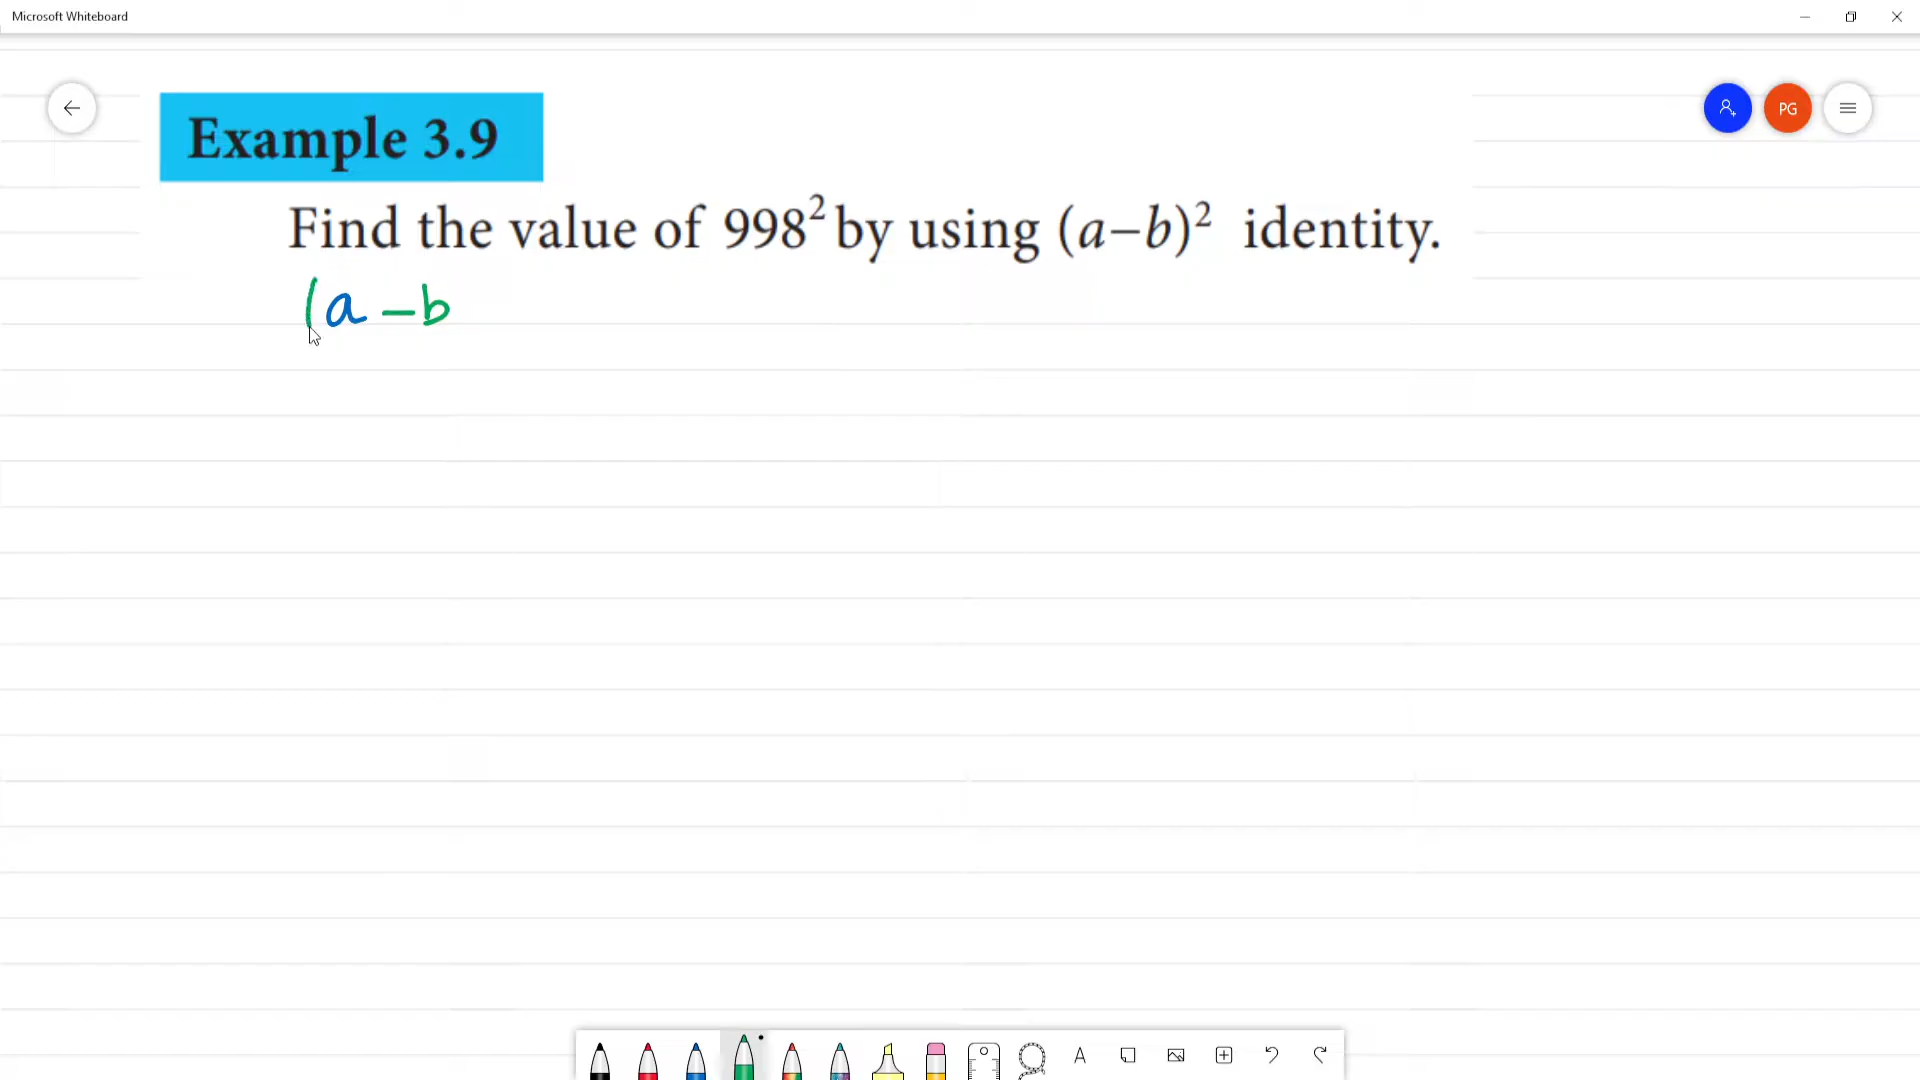 Microsoft Whiteboard
PG
Example 3.9
Find the value of 998² by using (a–b)² identity.
(a – b
A